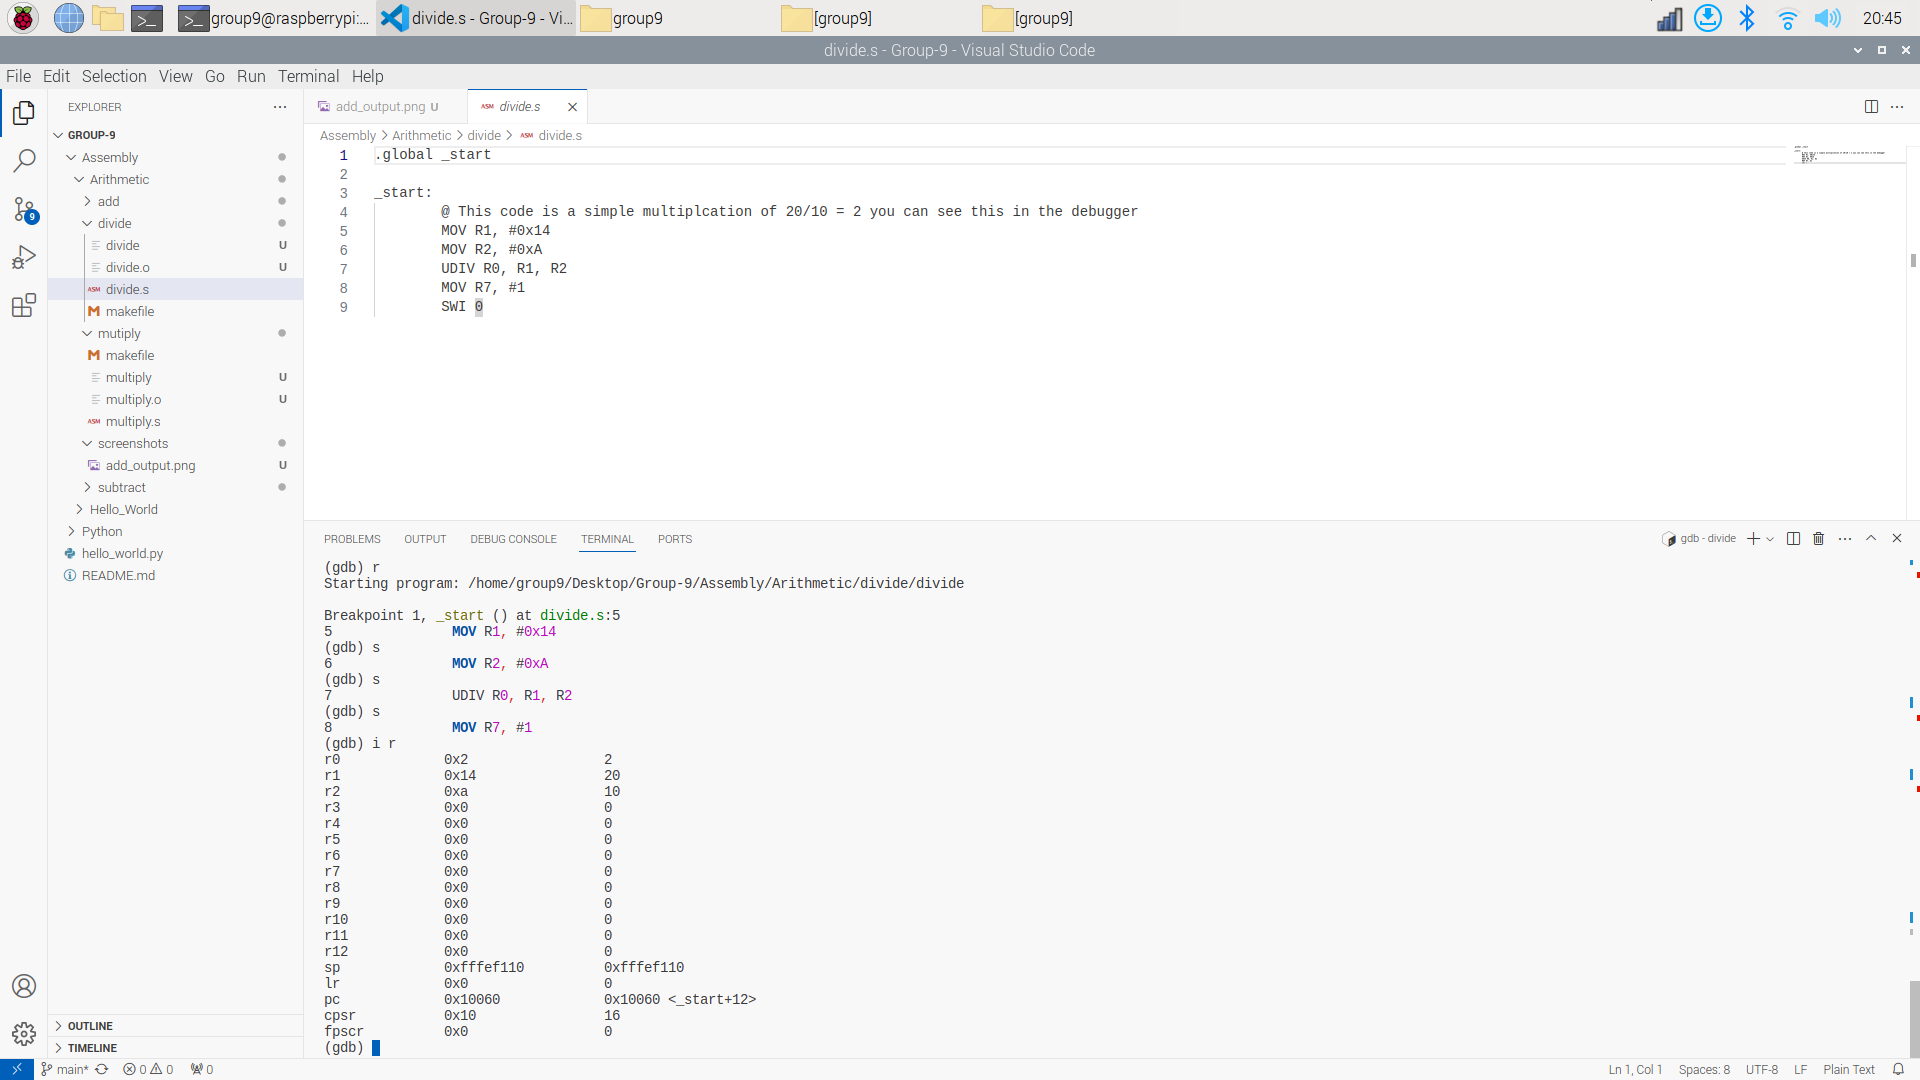 group9@raspberrypi:...
divide.s - Group-9 - Vi...
group9
[group9]
[group9]
20:45
divide.s - Group-9 - Visual Studio Code
File Edit Selection View Go Run Terminal Help
EXPLORER
add_output.png U
ASM divide.s
GROUP-9
Assembly > Arithmetic > divide > ASM divide.s
Assembly
Arithmetic
add
divide
divide U
divide.o U
ASM divide.s
M makefile
mutiply
M makefile
multiply U
multiply.o U
ASM multiply.s
screenshots
add_output.png U
subtract
Hello_World
Python
hello_world.py
README.md
9
OUTLINE
TIMELINE
1 .global _start
2
3 _start:
4 @ This code is a simple multiplcation of 20/10 = 2 you can see this in the debugger
5 MOV R1, #0x14
6 MOV R2, #0xA
7 UDIV R0, R1, R2
8 MOV R7, #1
9 SWI 0
PROBLEMS OUTPUT DEBUG CONSOLE TERMINAL PORTS
gdb - divide
(gdb) r
Starting program: /home/group9/Desktop/Group-9/Assembly/Arithmetic/divide/divide
Breakpoint 1, _start () at divide.s:5
5 MOV R1, #0x14
(gdb) s
6 MOV R2, #0xA
(gdb) s
7 UDIV R0, R1, R2
(gdb) s
8 MOV R7, #1
(gdb) i r
r0 0x2 2
r1 0x14 20
r2 0xa 10
r3 0x0 0
r4 0x0 0
r5 0x0 0
r6 0x0 0
r7 0x0 0
r8 0x0 0
r9 0x0 0
r10 0x0 0
r11 0x0 0
r12 0x0 0
sp 0xfffef110 0xfffef110
lr 0x0 0
pc 0x10060 0x10060 <_start+12>
cpsr 0x10 16
fpscr 0x0 0
(gdb)
main* 0 0 0
Ln 1, Col 1 Spaces: 8 UTF-8 LF Plain Text